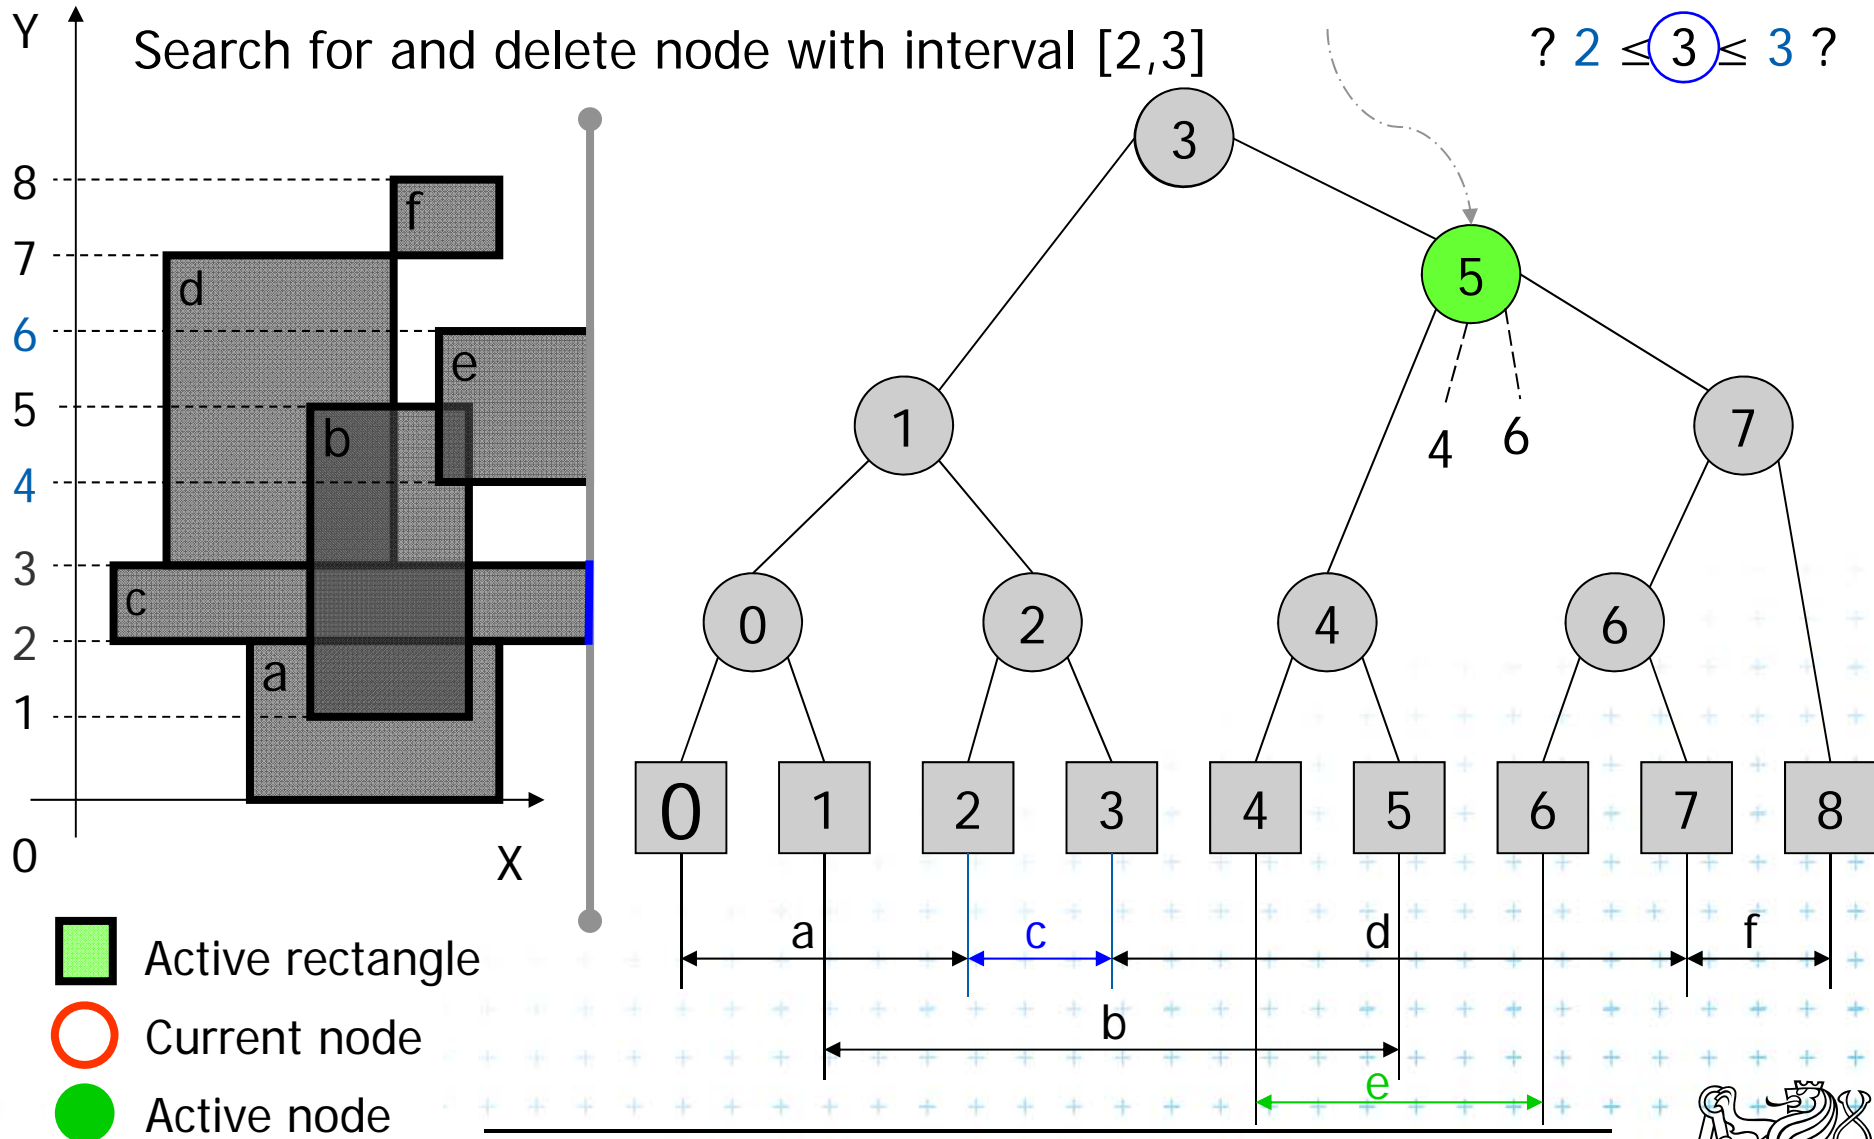 Y
Search for and delete node with interval [2,3]
? 2 ≤ 3 ≤ 3 ?
3
8
f
7
d
5
6
e
5
b
1
4
6
7
4
3
c
0
2
4
6
2
a
1
0
1
2
3
4
5
6
7
8
0
X
a
c
d
f
Active rectangle
b
Current node
e
Active node